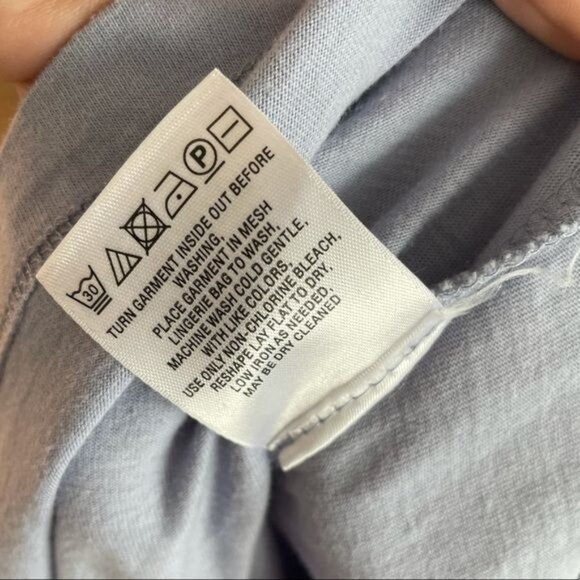 30 P
TURN GARMENT INSIDE OUT BEFORE
WASHING.
PLACE GARMENT IN MESH
LINGERIE BAG TO WASH.
MACHINE WASH COLD GENTLE,
WITH LIKE COLORS.
USE ONLY NON-CHLORINE BLEACH,
RESHAPE LAY FLAT TO DRY,
LOW IRON AS NEEDED,
MAY BE DRY CLEANED